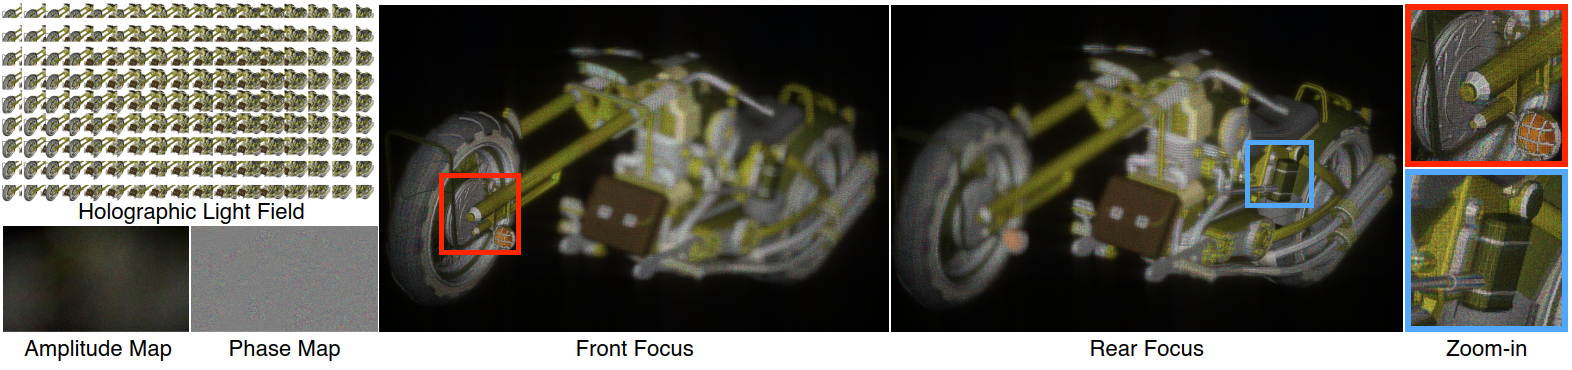 Holographic Light Field
Amplitude Map
Phase Map
Front Focus
Rear Focus
Zoom-in